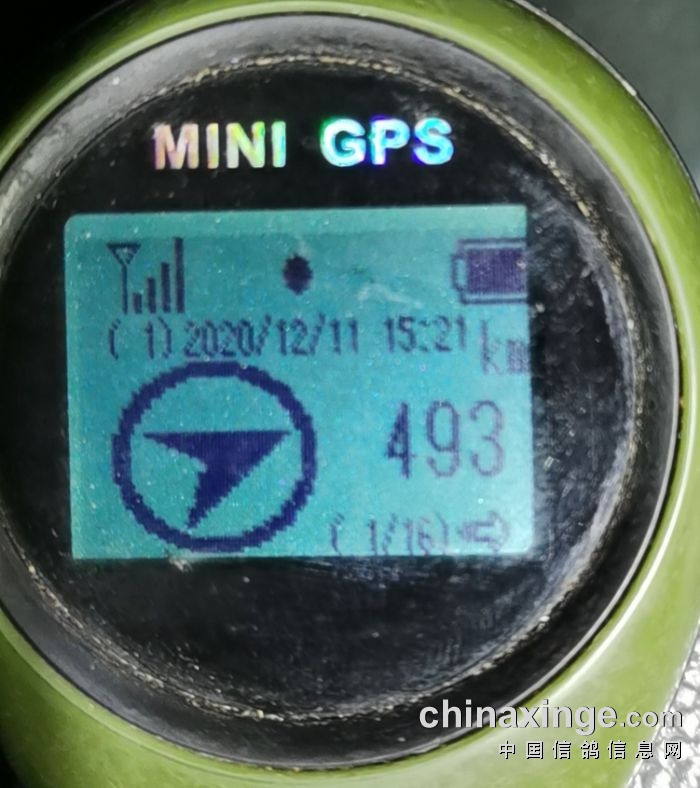 MINI GPS
( 1) 2020/12/11 15:21
km
493
( 1/16)
chinaxinge.com
中国信鸽信息网